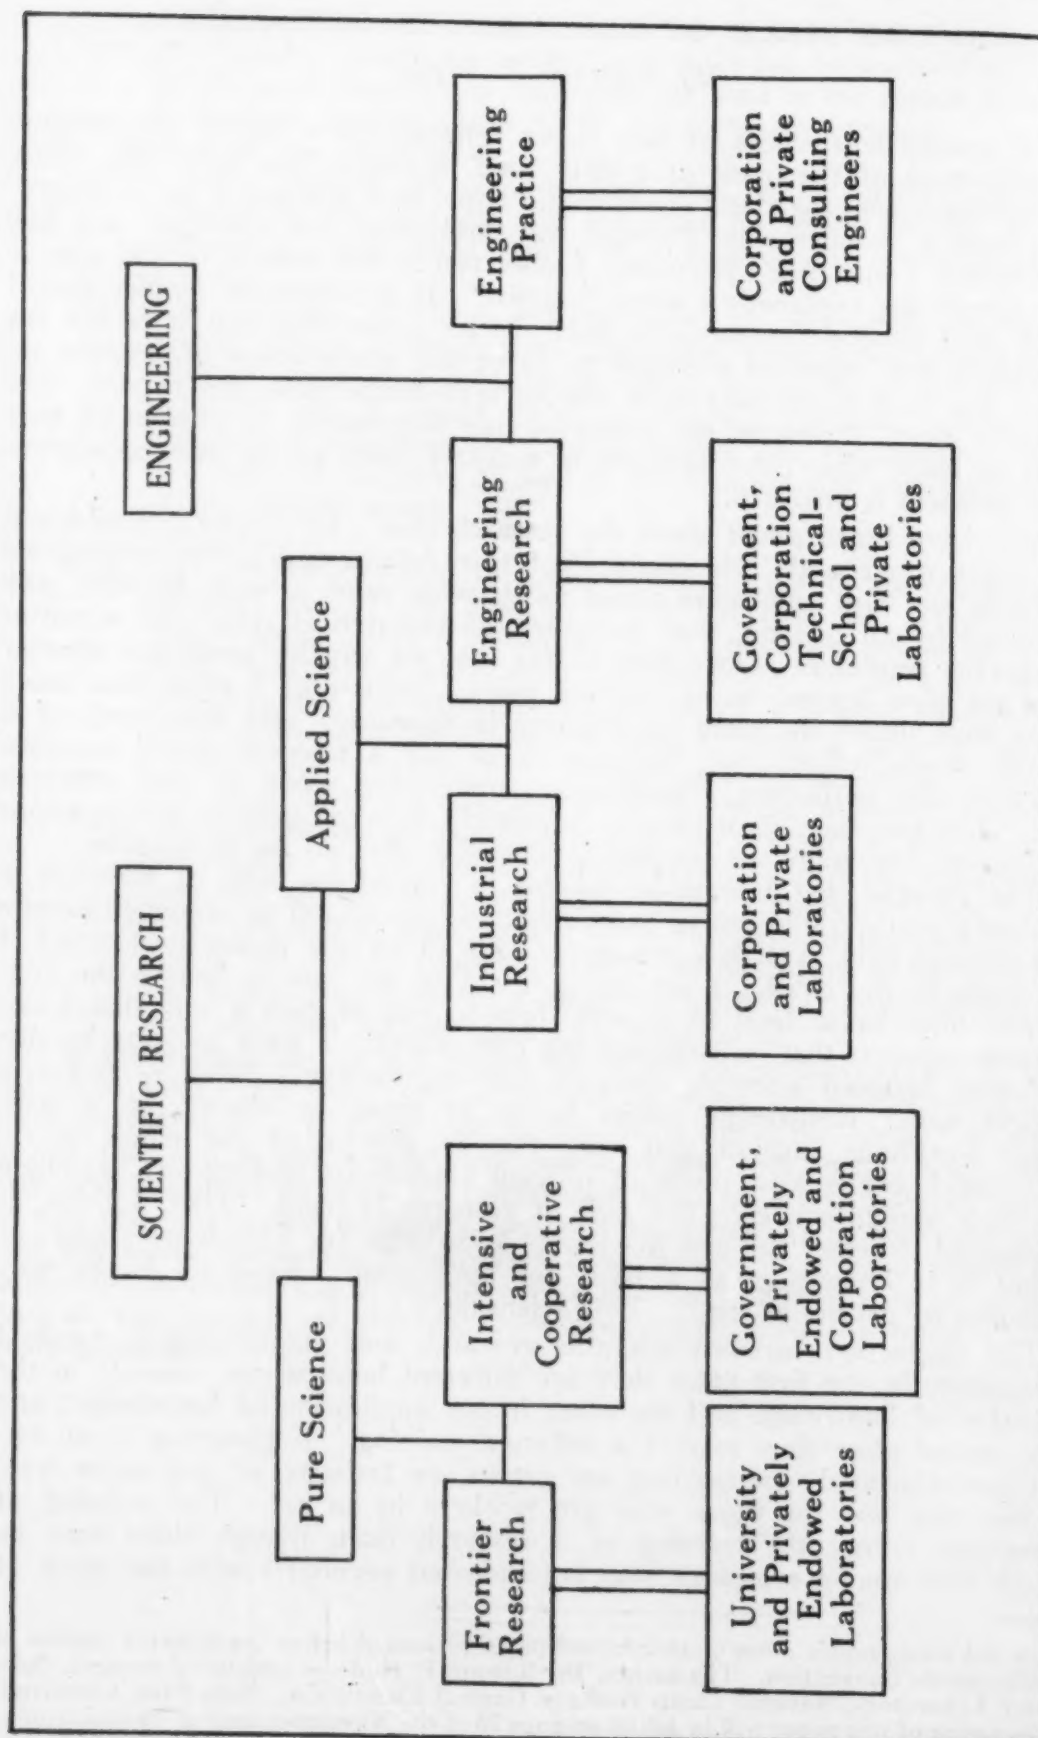 SCIENTIFIC RESEARCH
ENGINEERING
Pure Science
Applied Science
Frontier
Research
Intensive
and
Cooperative
Research
Industrial
Research
Engineering
Research
Engineering
Practice
University
and Privately
Endowed
Laboratories
Government,
Privately
Endowed and
Corporation
Laboratories
Corporation
and Private
Laboratories
Goverment,
Corporation
Technical-
School and
Private
Laboratories
Corporation
and Private
Consulting
Engineers